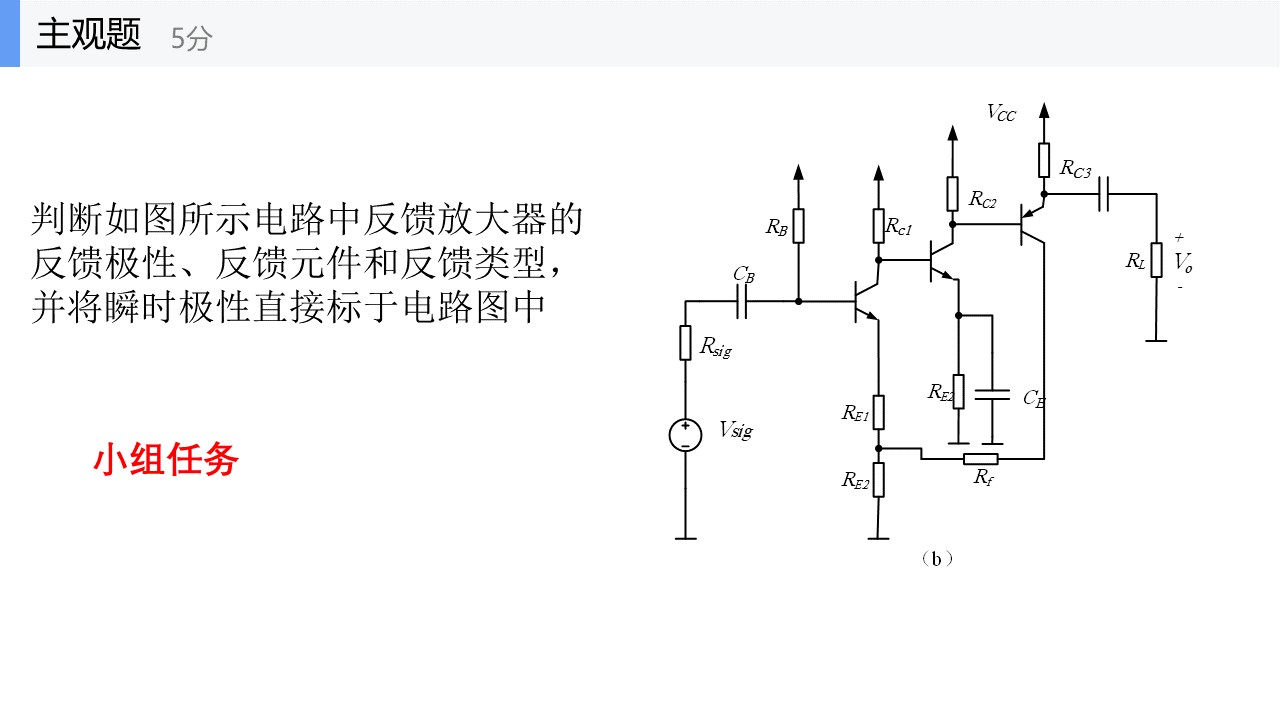 主观题 5分
判断如图所示电路中反馈放大器的
反馈极性、反馈元件和反馈类型，
并将瞬时极性直接标于电路图中
小组任务
VCC
RC3
RC2
RB
Rc1
CB
RL
+
Vo
-
Rsig
RE2
CE
RE1
+
-
Vsig
RE2
Rf
（b）